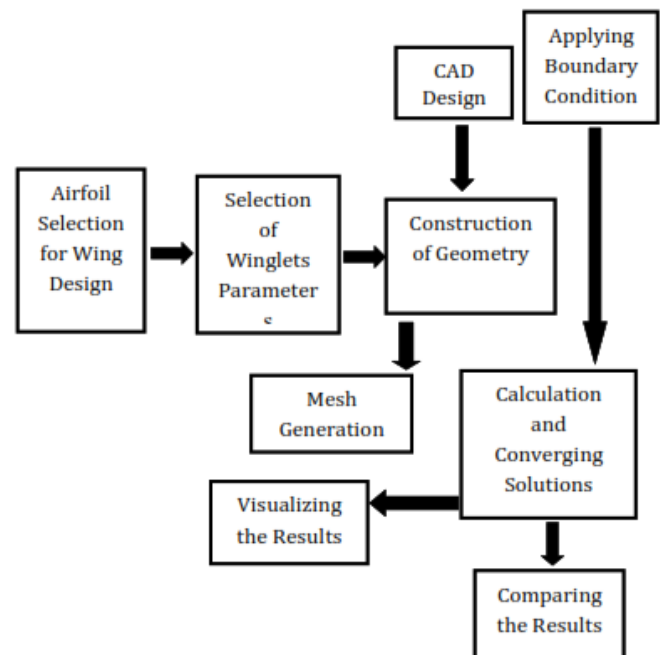 Applying
Boundary
Condition
CAD
Design
Airfoil
Selection
for Wing
Design
Selection
of
Winglets
Parameter
s
Construction
of Geometry
Mesh
Generation
Calculation
and
Converging
Solutions
Visualizing
the Results
Comparing
the Results